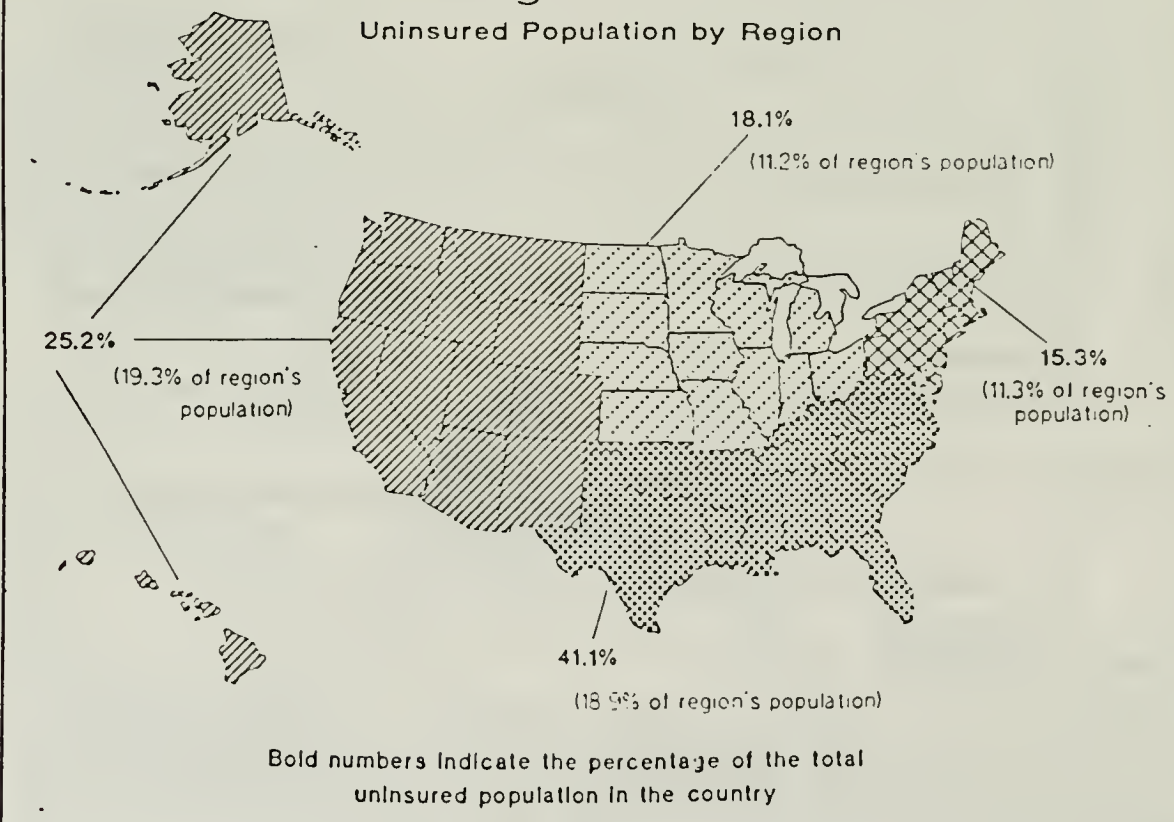 Uninsured Population by Region
18.1%
(11.2% of region's population)
25.2%
(19.3% of region's
population)
15.3%
(11.3% of region's
population)
41.1%
(18.9% of region's population)
Bold numbers indicate the percentage of the total
uninsured population in the country